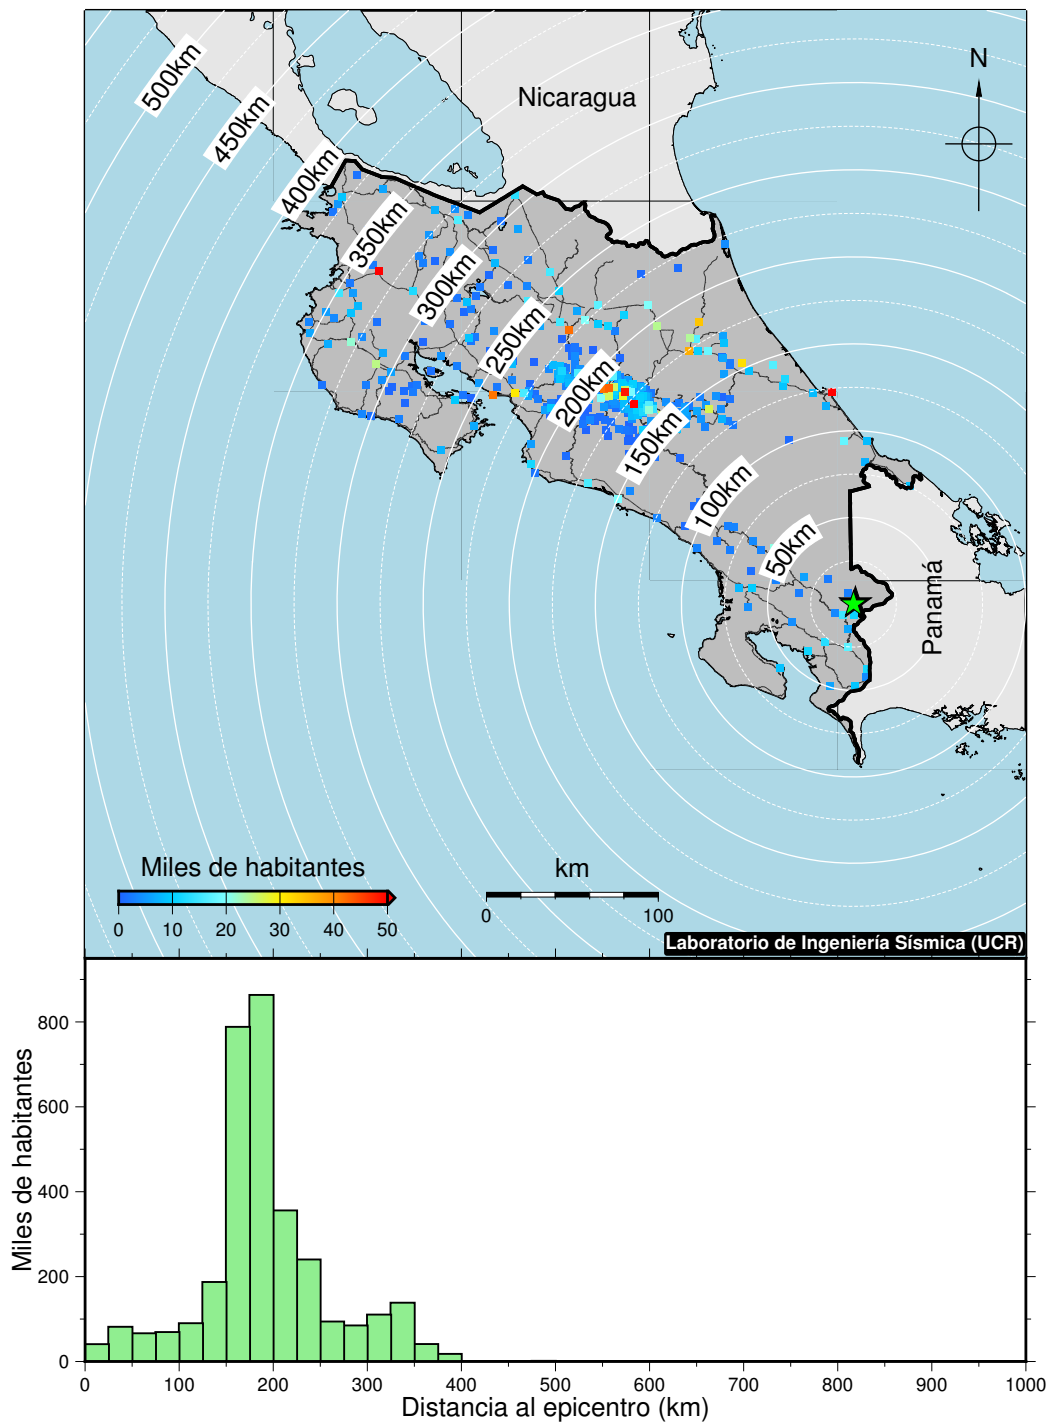 500km
450km
400km
350km
300km
250km
200km
150km
100km
50km
Nicaragua
N
Panamá
Miles de habitantes
0 10 20 30 40 50
km
0 100
Laboratorio de Ingeniería Sísmica (UCR)
Miles de habitantes
800
600
400
200
0
0 100 200 300 400 500 600 700 800 900 1000
Distancia al epicentro (km)